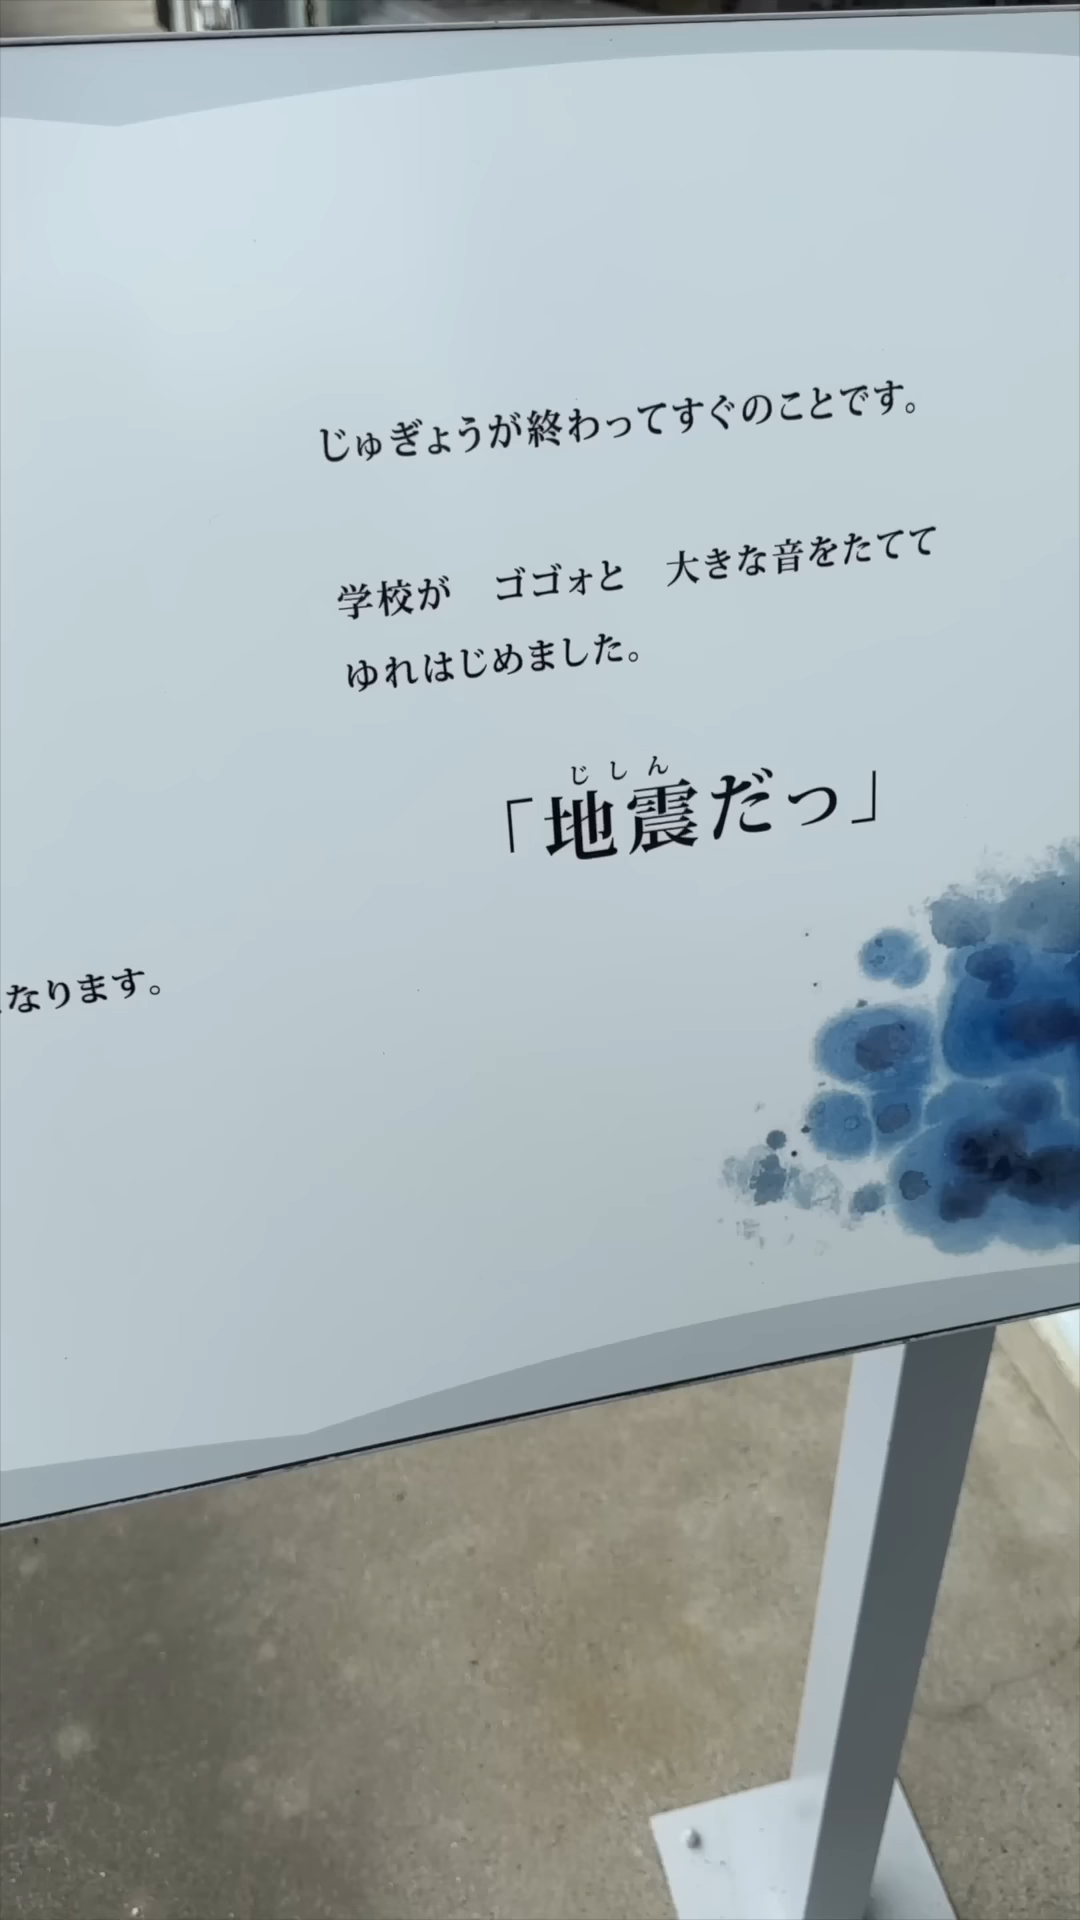 じゅぎょうが終わってすぐのことです。
学校が　ゴゴォと　大きな音をたてて
ゆれはじめました。
じしん
「地震だっ」
なります。